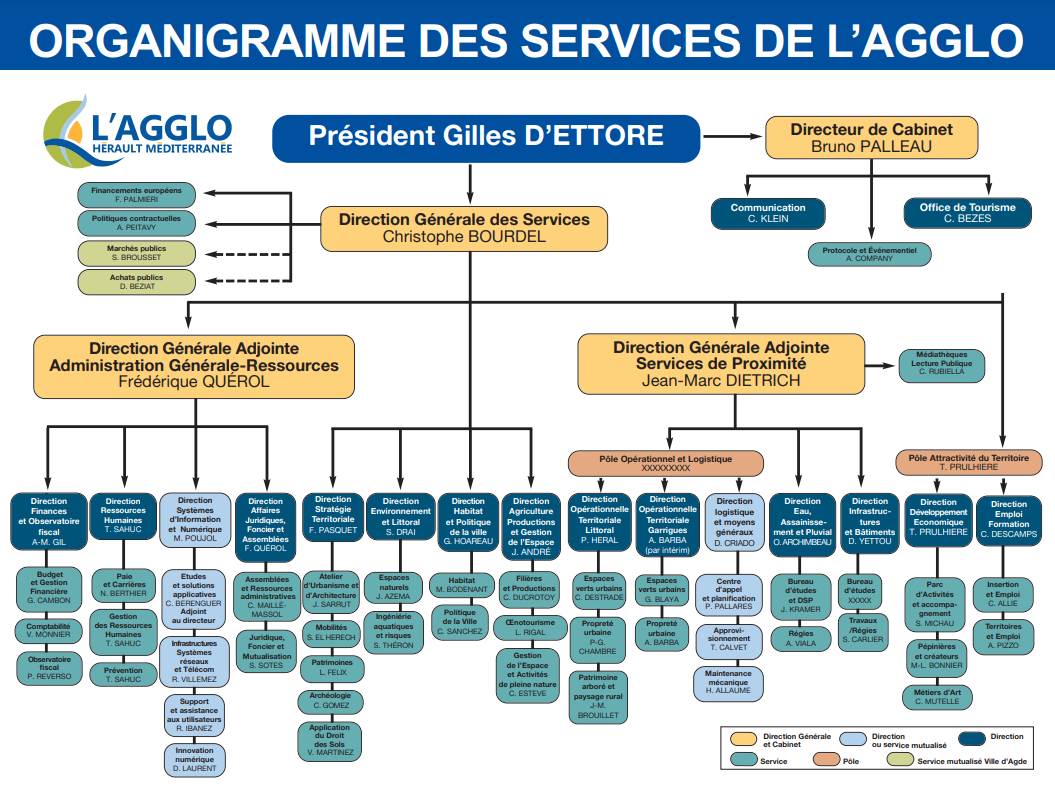 ORGANIGRAMME DES SERVICES DE L'AGGLO
L'AGGLO
HÉRAULT MÉDITERRANÉE
Président Gilles D'ETTORE
Directeur de Cabinet
Bruno PALLEAU
Communication
C. KLEIN
Office de Tourisme
C. BEZES
Protocole et Événementiel
A. COMPANY
Financements européens
F. PALMIERI
Politiques contractuelles
A. PEITAVY
Marchés publics
S. BROUSSET
Achats publics
D. BEZIAT
Direction Générale des Services
Christophe BOURDEL
Direction Générale Adjointe
Administration Générale-Ressources
Frédérique QUÉROL
Direction Générale Adjointe
Services de Proximité
Jean-Marc DIETRICH
Médiathèques
Lecture Publique
C. RUBIELLA
Pôle Opérationnel et Logistique
XXXXXXXXX
Pôle Attractivité du Territoire
T. PRULHIERE
Direction
Finances
et Observatoire
fiscal
A-M. GIL
Budget
et Gestion
Financière
G. CAMBON
Comptabilité
V. MONNIER
Observatoire
fiscal
P. REVERSO
Direction
Ressources
Humaines
T. SAHUC
Paie
et Carrières
N. BERTHIER
Gestion
des Ressources
Humaines
T. SAHUC
Prévention
T. SAHUC
Direction
Systèmes
d'Information
et Numérique
M. POUJOL
Etudes
et solutions
applicatives
C. BERENGUER
Adjoint
au directeur
Infrastructures
Systèmes
réseaux
et Télécom
R. VILLEMEZ
Support
et assistance
aux utilisateurs
R. IBANEZ
Innovation
numérique
D. LAURENT
Direction
Affaires
Juridiques,
Foncier et
Assemblées
F. QUÉROL
Assemblées
et Ressources
administratives
C. MAILLÉ-
MASSOL
Juridique,
Foncier et
Mutualisation
S. SOTES
Direction
Stratégie
Territoriale
F. PASQUET
Atelier
d'Urbanisme et
d'Architecture
J. SARRUT
Mobilités
S. EL HERECH
Patrimoines
L. FELIX
Archéologie
C. GOMEZ
Application
du Droit
des Sols
V. MARTINEZ
Direction
Environnement
et Littoral
S. DRAI
Espaces
naturels
J. AZEMA
Ingéniérie
aquatiques
et risques
S. THÉRON
Direction
Habitat
et Politique
de la ville
G. HOAREAU
Habitat
M. BODENANT
Politique
de la Ville
C. SANCHEZ
Direction
Agriculture
Productions
et Gestion
de l'Espace
J. ANDRÉ
Filières
et Productions
C. DUCROTOY
Œnotourisme
L. RIGAL
Gestion
de l'Espace
et Activités
de pleine nature
C. ESTEVE
Direction
Opérationnelle
Territoriale
Littoral
P. HERAL
Espaces
verts urbains
C. DESTRADE
Propreté
urbaine
P-G.
CHAMBRE
Patrimoine
arboré et
paysage rural
J-M.
BROUILLET
Direction
Opérationnelle
Territoriale
Garrigues
A. BARBA
(par intérim)
Espaces
verts urbains
G. BLAYA
Propreté
urbaine
A. BARBA
Direction
logistique
et moyens
généraux
D. CRIADO
Centre
d'appel
et planification
P. PALLARES
Approvi-
sionnement
T. CALVET
Maintenance
mécanique
H. ALLAUME
Direction
Eau,
Assainisse-
ment et Pluvial
O. ARCHIMBEAU
Bureau
d'études
et DSP
J. KRAMER
Régies
A. VIALA
Direction
Infrastruc-
tures
et Bâtiments
D. YETTOU
Bureau
d'études
XXXXX
Travaux
/Régies
S. CARLIER
Direction
Développement
Economique
T. PRULHIERE
Parc
d'Activités
et accompa-
gnement
S. MICHAU
Pépinières
et créateurs
M-L. BONNIER
Métiers d'Art
C. MUTELLE
Direction
Emploi
Formation
C. DESCAMPS
Insertion
et Emploi
C. ALLIE
Territoires
et Emploi
A. PIZZO
Direction Générale
et Cabinet
Direction
ou service mutualisé
Direction
Service
Pôle
Service mutualisé Ville d'Agde